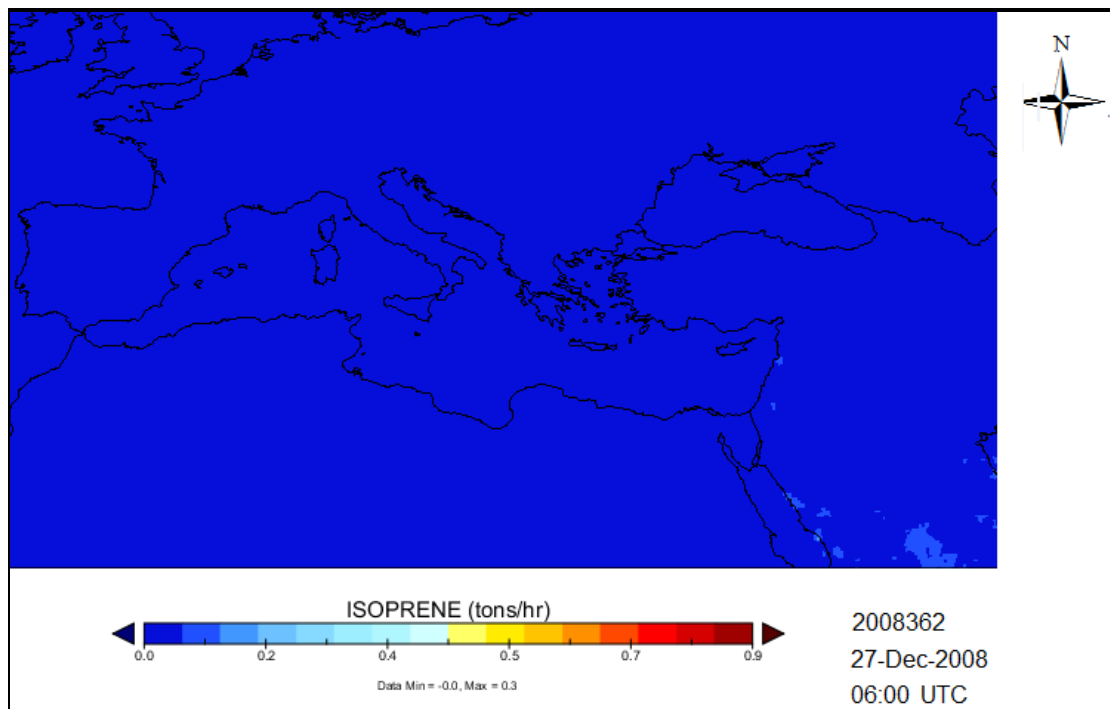 N
ISOPRENE (tons/hr)
0.0 0.2 0.4 0.5 0.7 0.9
Data Min = -0.0, Max = 0.3
2008362
27-Dec-2008
06:00 UTC